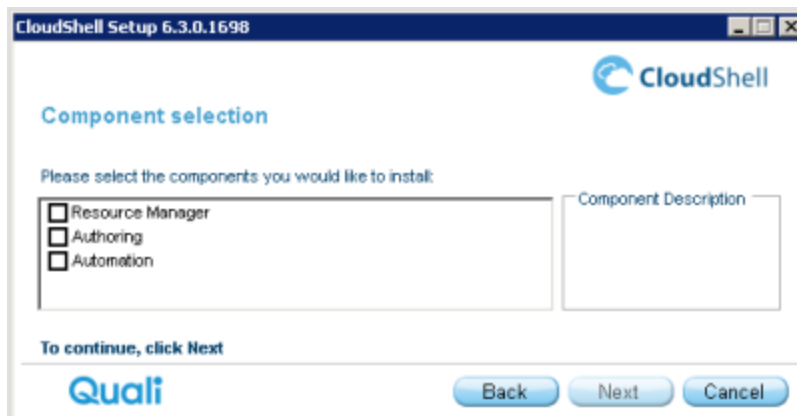 CloudShell Setup 6.3.0.1698
CloudShell
Component selection
Please select the components you would like to install:
Component Description
Resource Manager
Authoring
Automation
To continue, click Next
Quali
Back
Next
Cancel